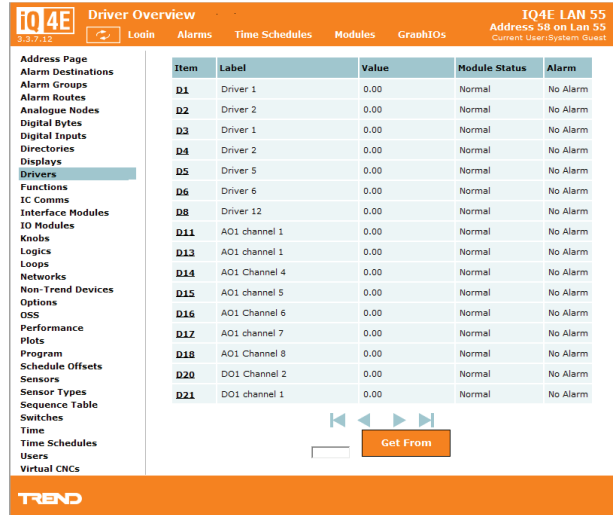 iQ 4E
3.3.7.12
Driver Overview
IQ4E LAN 55
Address 58 on Lan 55
Current User:System Guest
Login Alarms Time Schedules Modules GraphIOs
Address Page
Alarm Destinations
Alarm Groups
Alarm Routes
Analogue Nodes
Digital Bytes
Digital Inputs
Directories
Displays
Drivers
Functions
IC Comms
Interface Modules
IO Modules
Knobs
Logics
Loops
Networks
Non-Trend Devices
Options
OSS
Performance
Plots
Program
Schedule Offsets
Sensors
Sensor Types
Sequence Table
Switches
Time
Time Schedules
Users
Virtual CNCs
Item Label Value Module Status Alarm
D1 Driver 1 0.00 Normal No Alarm
D2 Driver 2 0.00 Normal No Alarm
D3 Driver 1 0.00 Normal No Alarm
D4 Driver 2 0.00 Normal No Alarm
D5 Driver 5 0.00 Normal No Alarm
D6 Driver 6 0.00 Normal No Alarm
D8 Driver 12 0.00 Normal No Alarm
D11 AO1 channel 1 0.00 Normal No Alarm
D13 AO1 channel 1 0.00 Normal No Alarm
D14 AO1 Channel 4 0.00 Normal No Alarm
D15 AO1 channel 5 0.00 Normal No Alarm
D16 AO1 Channel 6 0.00 Normal No Alarm
D17 AO1 channel 7 0.00 Normal No Alarm
D18 AO1 Channel 8 0.00 Normal No Alarm
D20 DO1 Channel 2 0.00 Normal No Alarm
D21 DO1 channel 1 0.00 Normal No Alarm
Get From
TREND